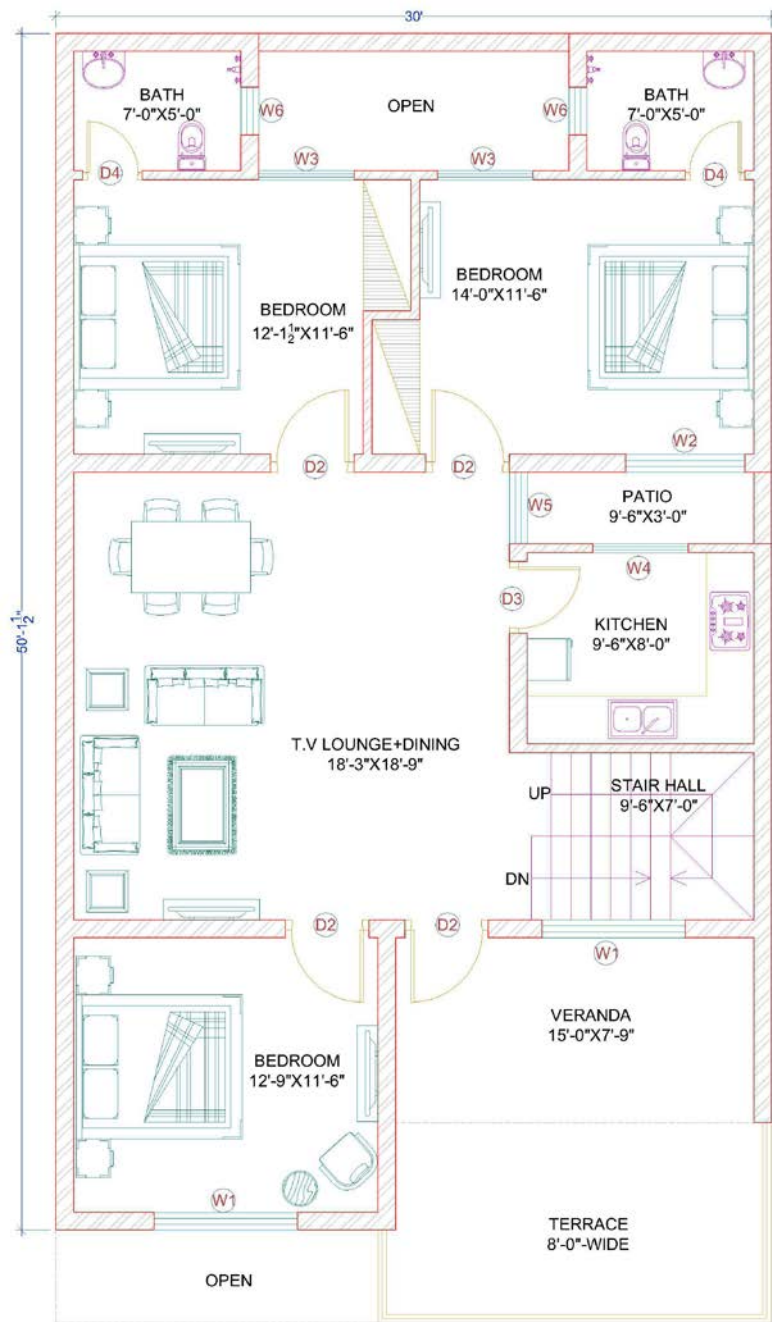 30'
BATH
7'-0"X5'-0"
OPEN
BATH
7'-0"X5'-0"
W6
W6
W3
W3
D4
D4
BEDROOM
12'-1½"X11'-6"
BEDROOM
14'-0"X11'-6"
D2
D2
W2
W5
PATIO
9'-6"X3'-0"
W4
D3
KITCHEN
9'-6"X8'-0"
50'-1½"
T.V LOUNGE+DINING
18'-3"X18'-9"
UP
STAIR HALL
9'-6"X7'-0"
DN
D2
D2
W1
BEDROOM
12'-9"X11'-6"
VERANDA
15'-0"X7'-9"
W1
TERRACE
8'-0"-WIDE
OPEN